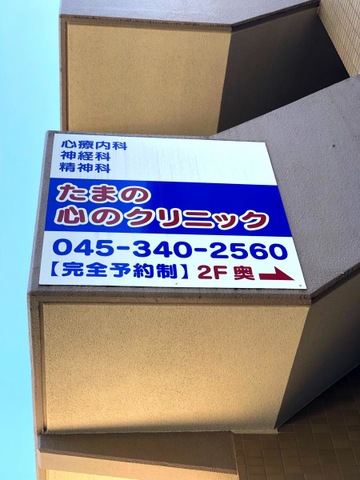 心療内科
神経科
精神科
たまの
心のクリニック
045-340-2560
【完全予約制】2F奥